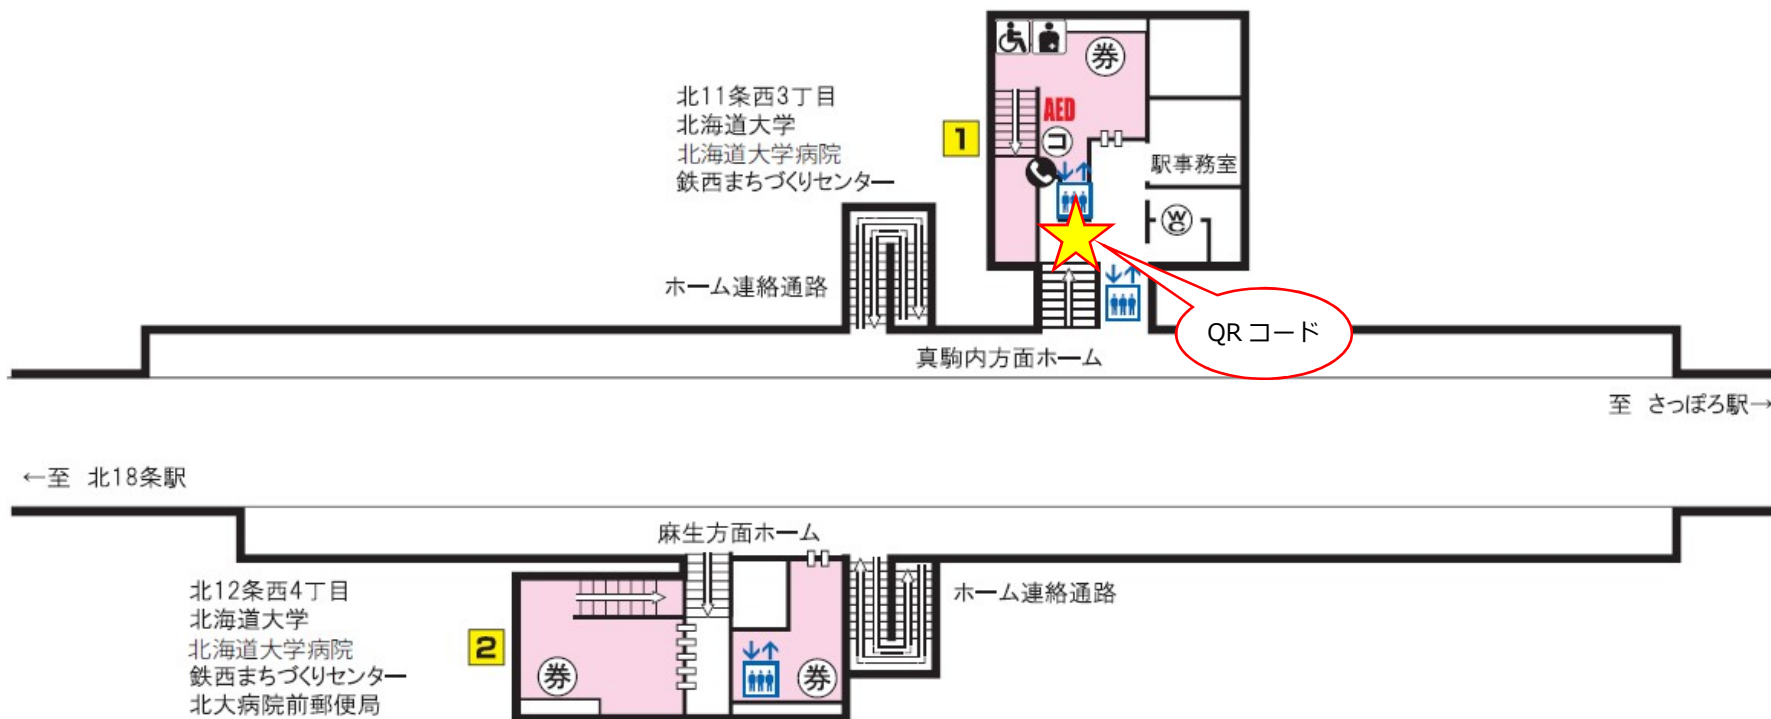 北11条西3丁目
北海道大学
北海道大学病院
鉄西まちづくりセンター
1
券
AED
コ
駅事務室
WC
ホーム連絡通路
QR コード
真駒内方面ホーム
至 さっぽろ駅→
←至 北18条駅
麻生方面ホーム
ホーム連絡通路
北12条西4丁目
北海道大学
北海道大学病院
鉄西まちづくりセンター
北大病院前郵便局
2
券
券